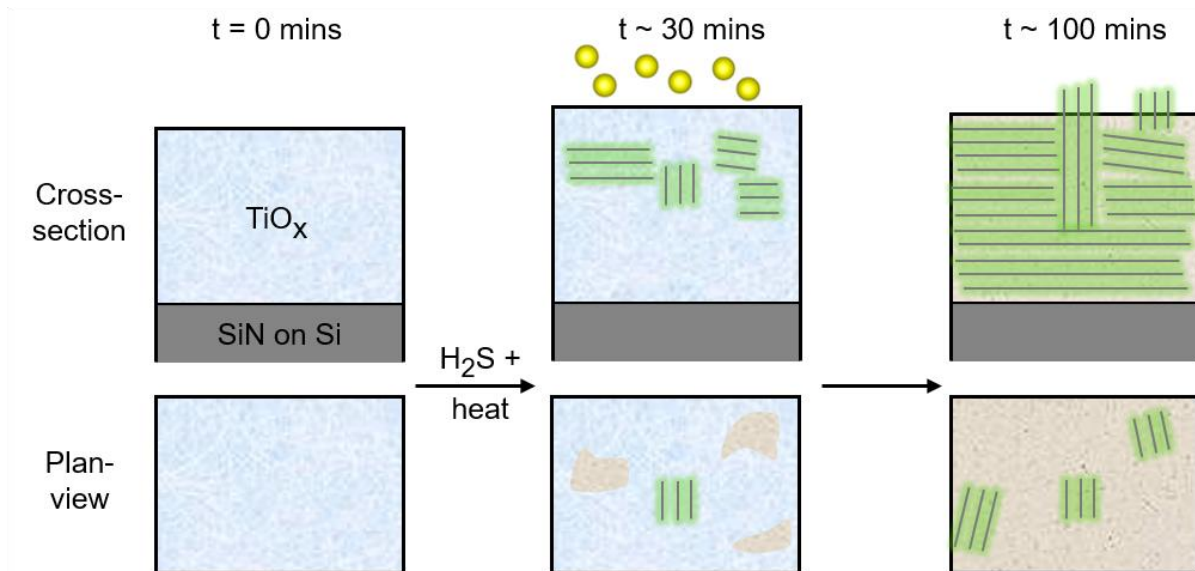 t = 0 mins
t ~ 30 mins
t ~ 100 mins
Cross-
section
TiOx
SiN on Si
H2S +
heat
Plan-
view